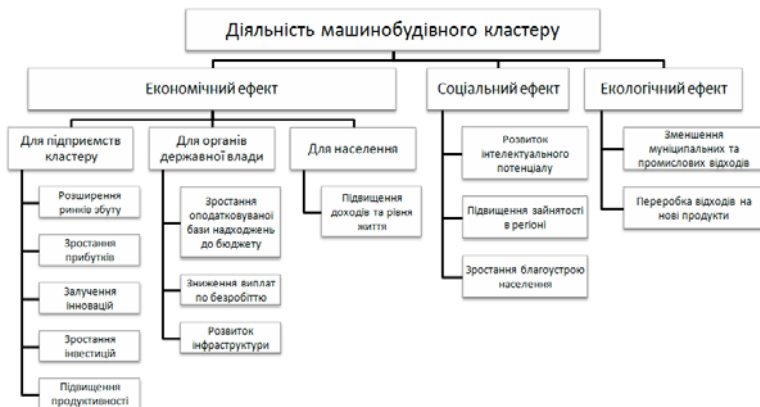 Діяльність машинобудівного кластеру
Економічний ефект
Соціальний ефект
Екологічний ефект
Для підприємств
кластеру
Для органів
державної влади
Для населення
Розширення
ринків збуту
Зростання
прибутків
Залучення
інновацій
Зростання
інвестицій
Підвищення
продуктивності
Зростання
оподатковуваної
бази надходжень
до бюджету
Зниження виплат
по безробіттю
Розвиток
інфраструктури
Підвищення
доходів та рівня
життя
Розвиток
інтелектуального
потенціалу
Підвищення зайнятості
в регіоні
Зростання благоустрою
населення
Зменшення
муніципальних та
промислових відходів
Переробка відходів на
нові продукти